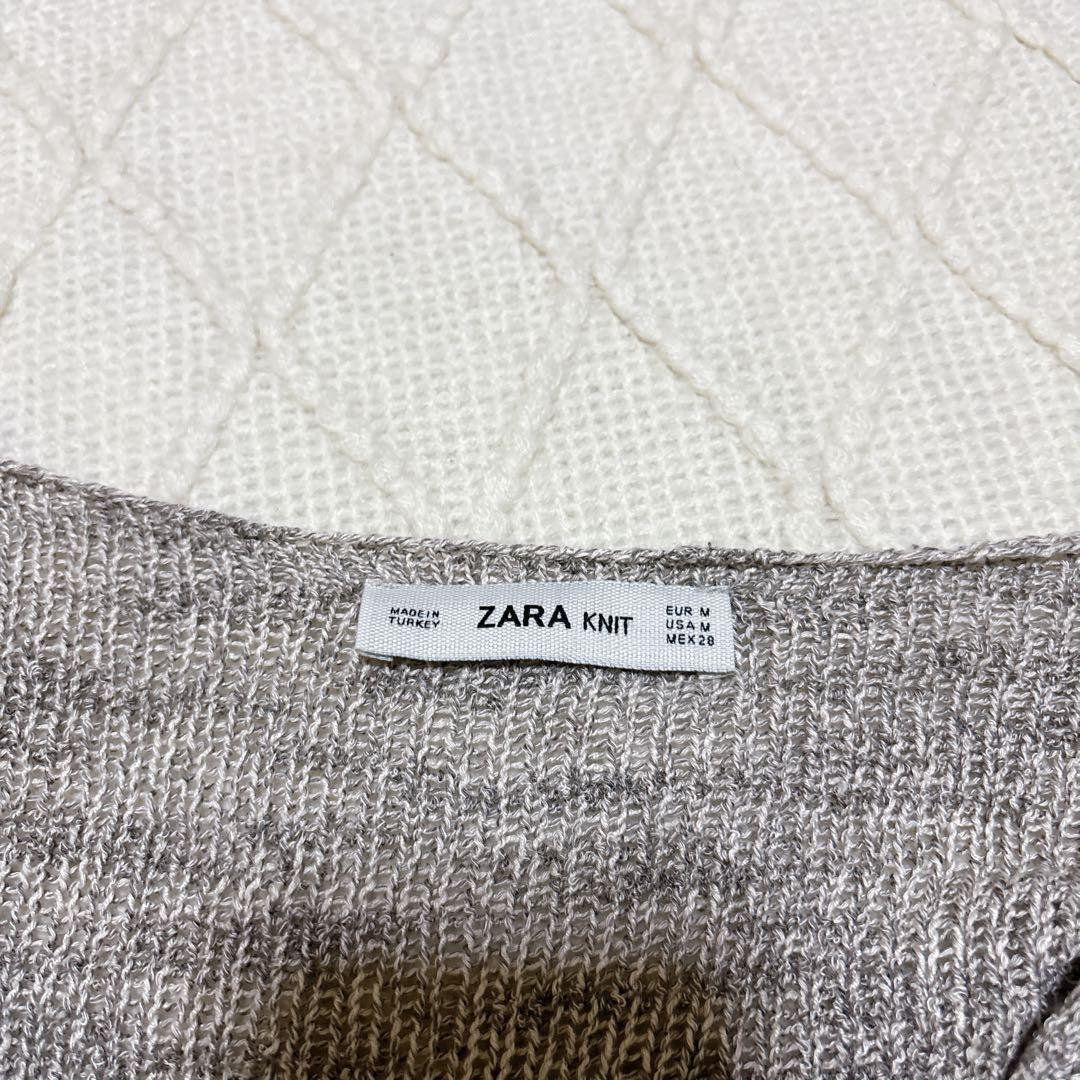 MADE IN
TURKEY
ZARA KNIT
EUR M
USA M
MEX 28